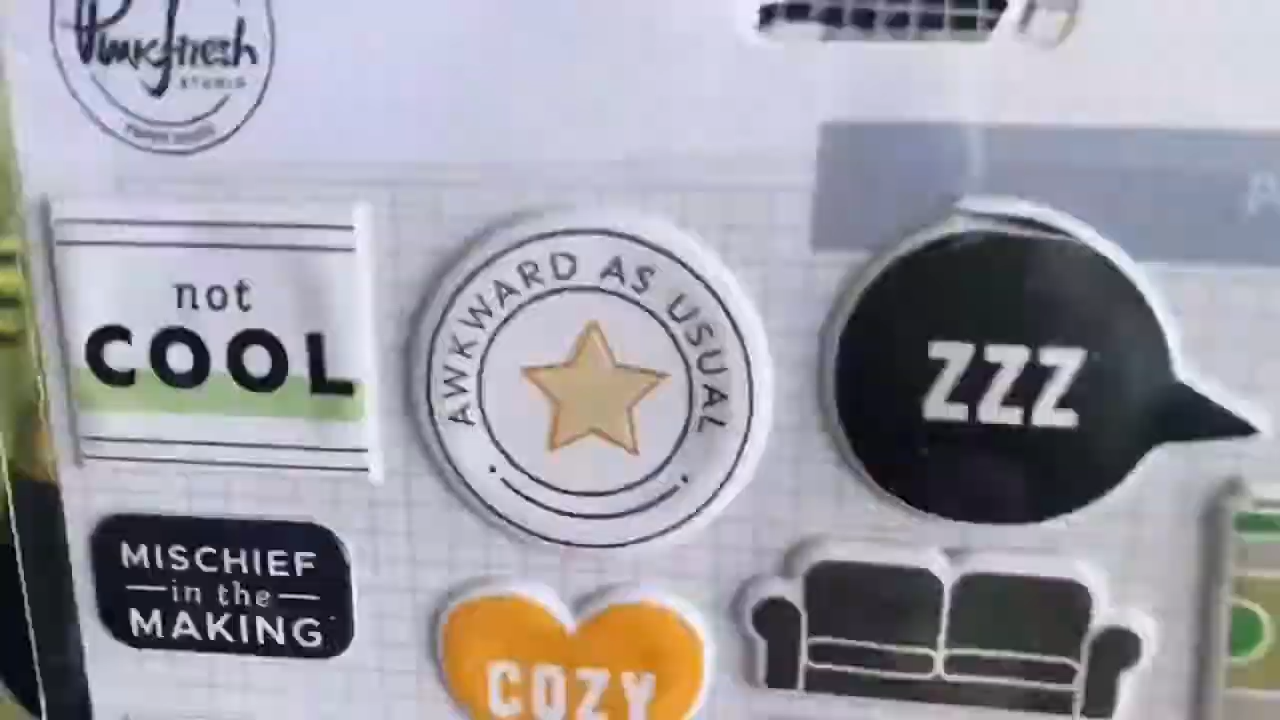 Pinkfresh
STUDIO
not
COOL
AWKWARD AS USUAL
ZZZ
MISCHIEF
in the
MAKING
COZY